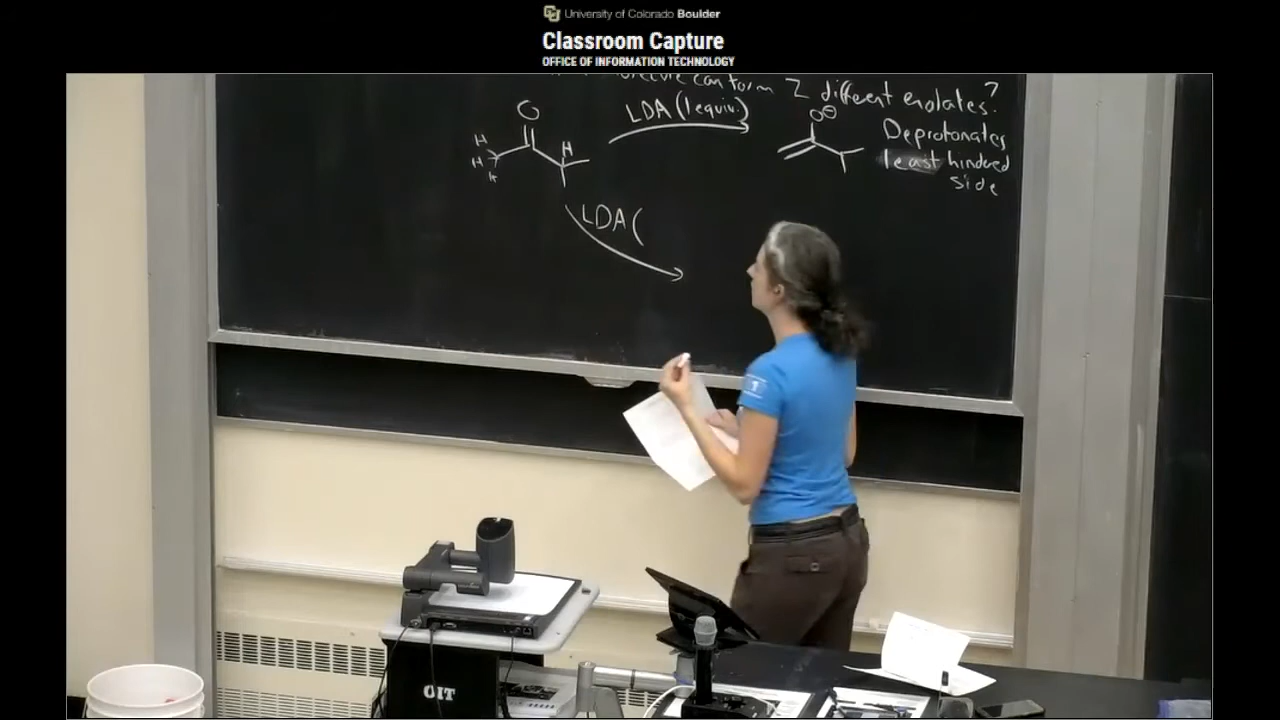 University of Colorado Boulder
Classroom Capture
OFFICE OF INFORMATION TECHNOLOGY
can form 2 different enolates?
O
LDA (1 equiv.)
O⊖
Deprotonates
least hindered
side
H
H
H
H
LDA(
OIT